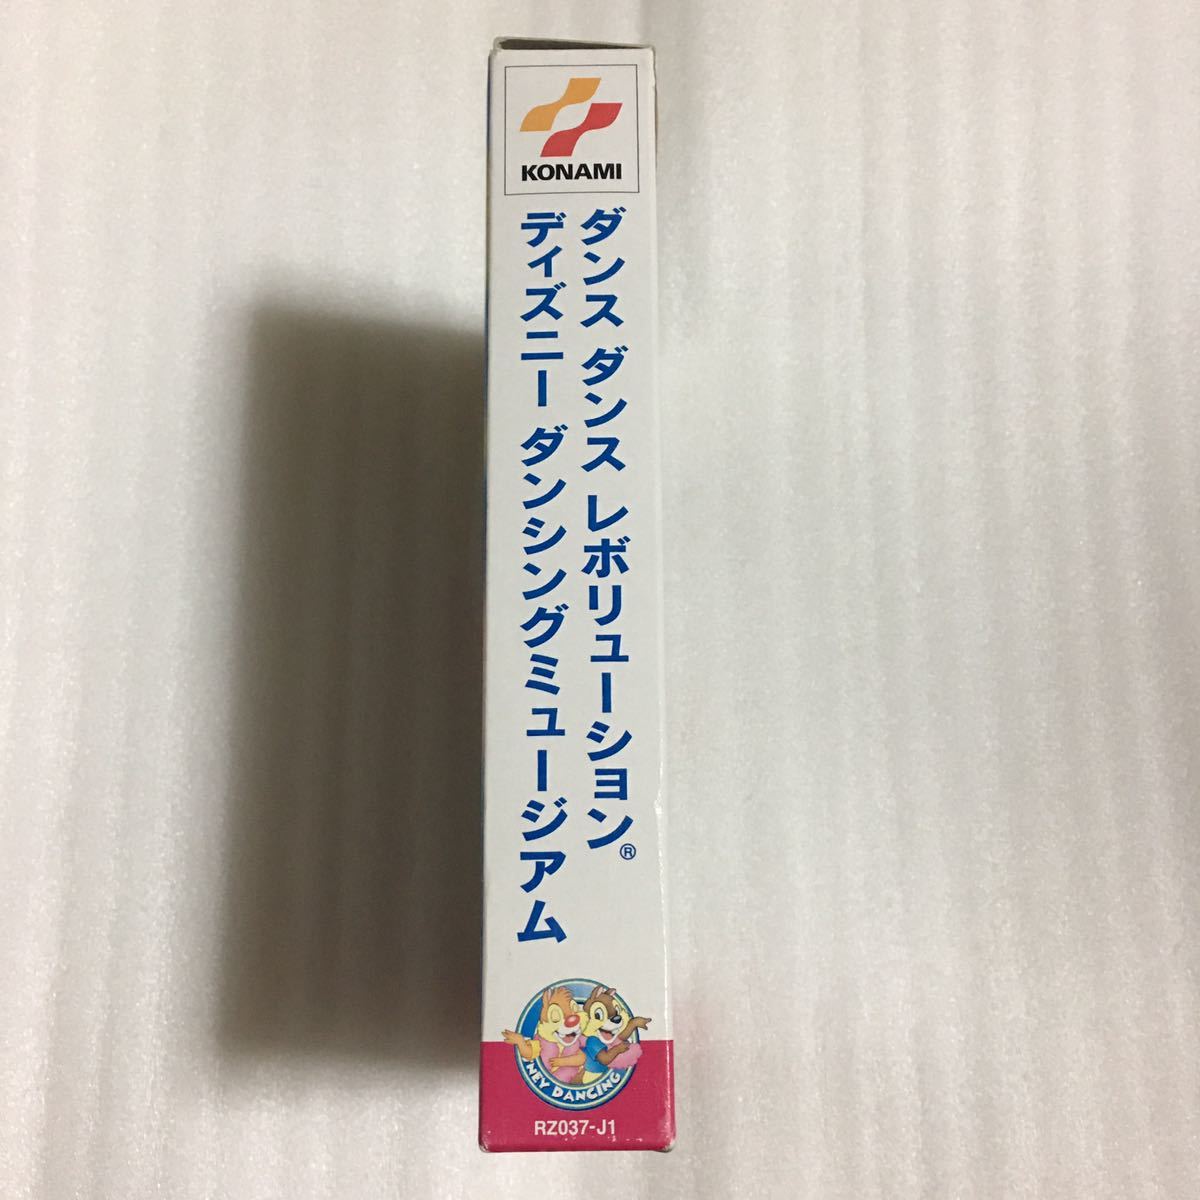 KONAMI
ダンス ダンス レボリューション®
ディズニー ダンシングミュージアム
NEY DANCING
RZ037-J1